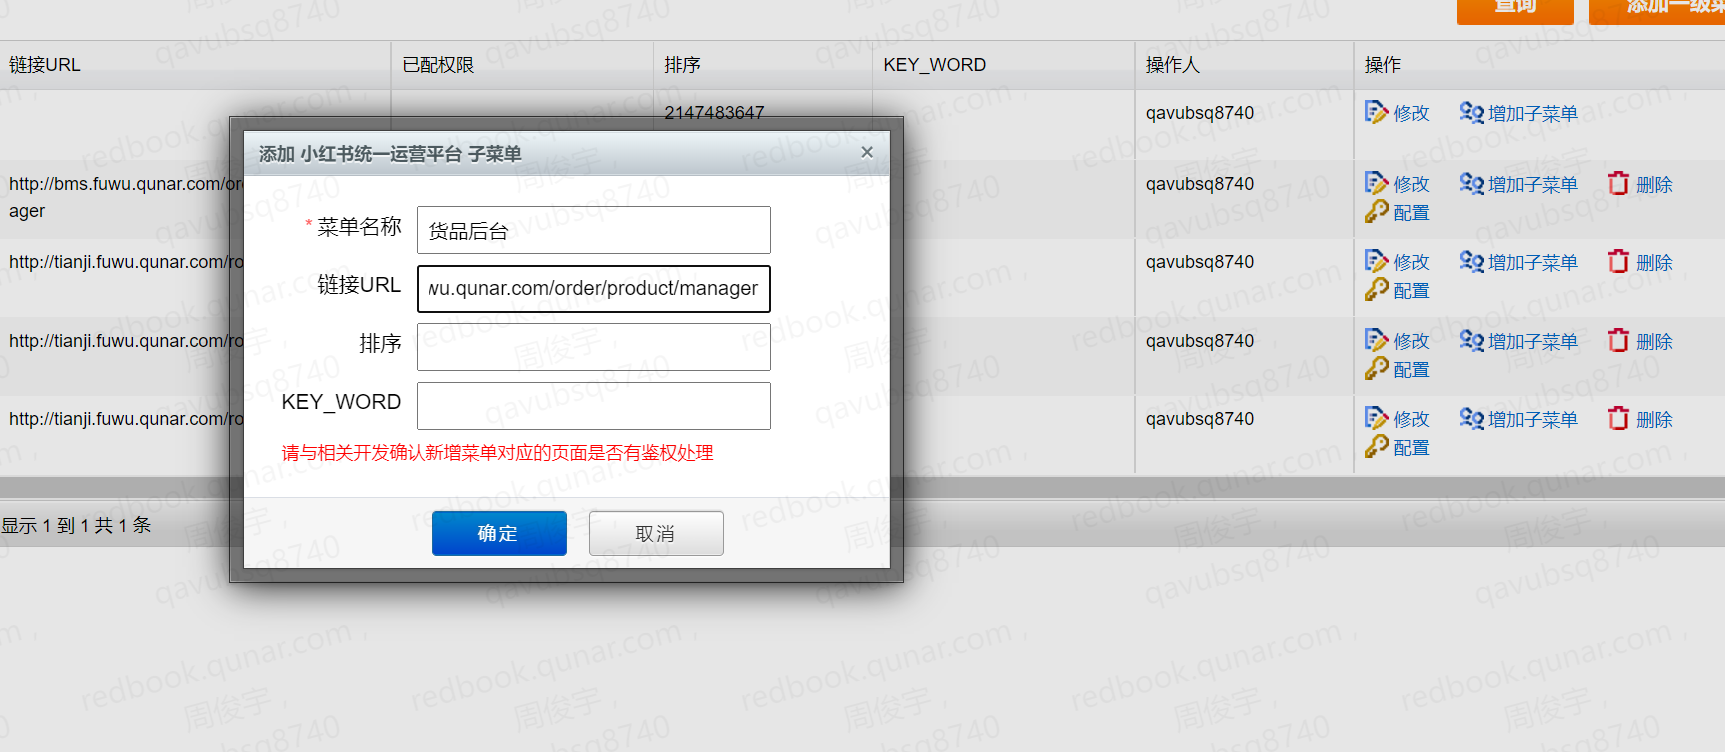 查询
添加一级菜
链接URL
已配权限
排序
KEY_WORD
操作人
操作
2147483647
qavubsq8740
修改
增加子菜单
http://bms.fuwu.qunar.com/or
ager
qavubsq8740
修改
增加子菜单
删除
配置
http://tianji.fuwu.qunar.com/ro
qavubsq8740
修改
增加子菜单
删除
配置
http://tianji.fuwu.qunar.com/ro
qavubsq8740
修改
增加子菜单
删除
配置
http://tianji.fuwu.qunar.com/ro
qavubsq8740
修改
增加子菜单
删除
配置
添加 小红书统一运营平台 子菜单
×
* 菜单名称
货品后台
链接URL
wu.qunar.com/order/product/manager
排序
KEY_WORD
请与相关开发确认新增菜单对应的页面是否有鉴权处理
确定
取消
显示 1 到 1 共 1 条
redbook.qunar.com ,
周俊宇 ,
qavubsq8740